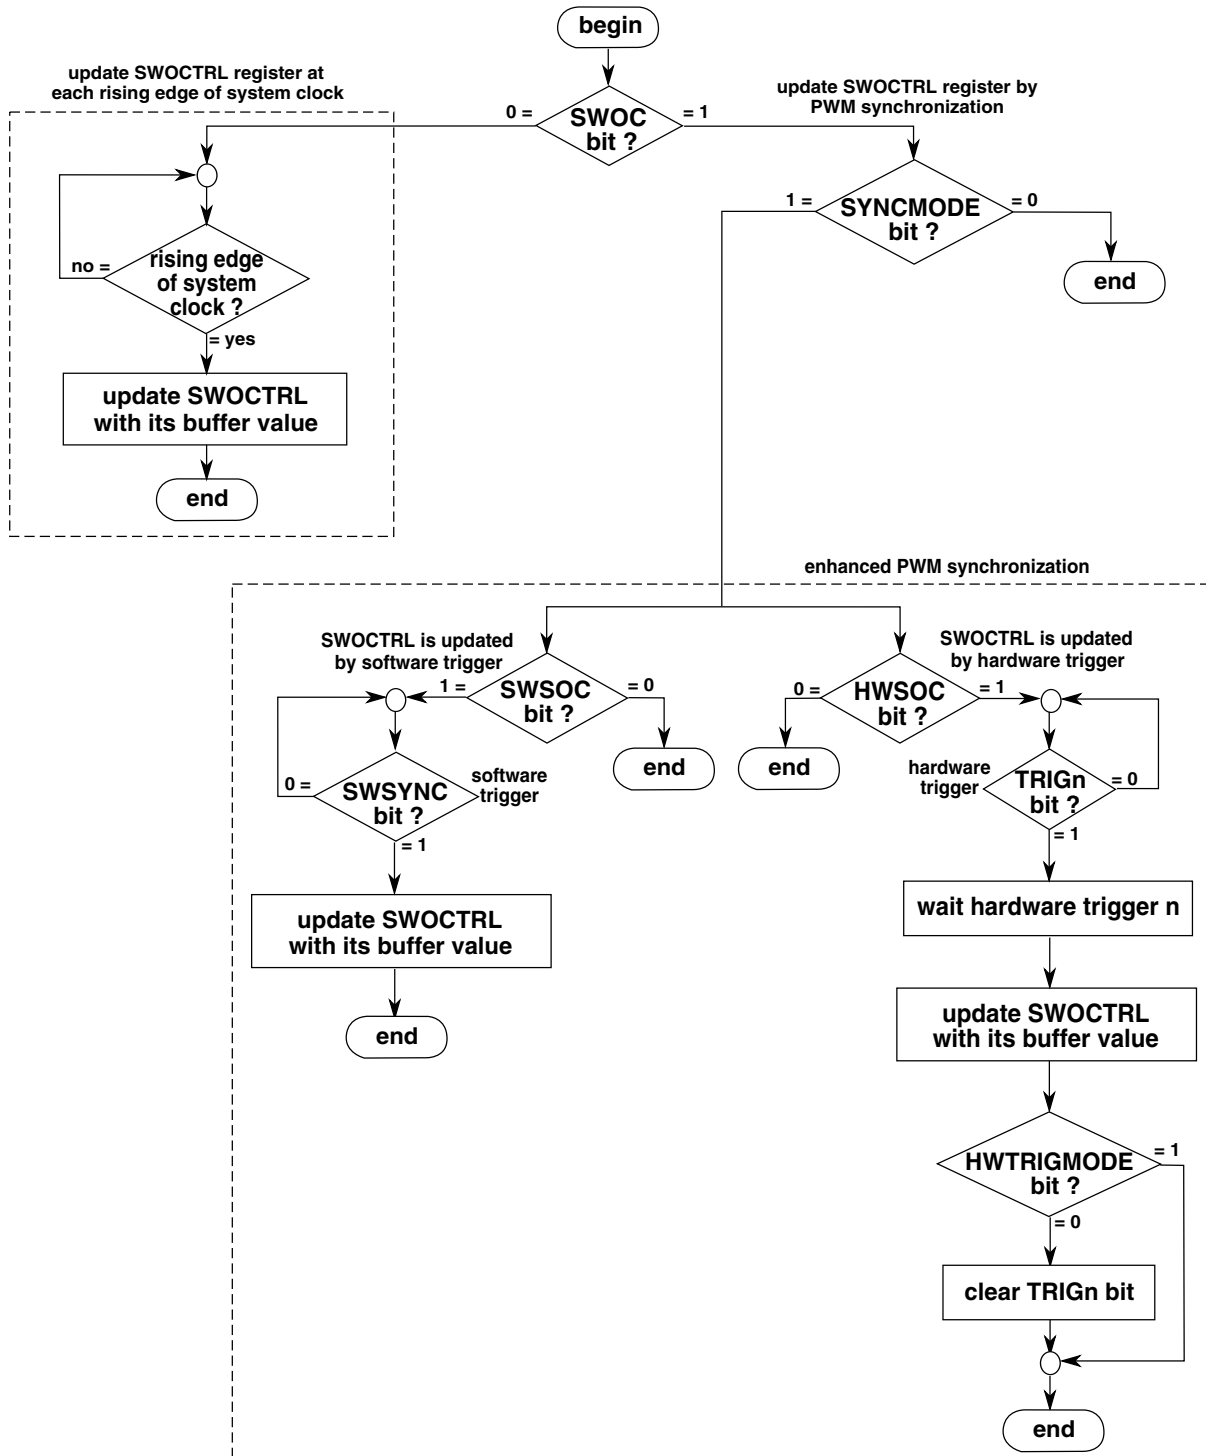 begin
update SWOCTRL register at
each rising edge of system clock
update SWOCTRL register by
PWM synchronization
0 =
SWOC
bit ?
= 1
1 =
SYNCMODE
bit ?
= 0
end
no =
rising edge
of system
clock ?
= yes
update SWOCTRL
with its buffer value
end
enhanced PWM synchronization
SWOCTRL is updated
by software trigger
SWOCTRL is updated
by hardware trigger
1 =
SWSOC
bit ?
= 0
0 =
HWSOC
bit ?
= 1
end
end
0 =
SWSYNC
bit ?
software
trigger
= 1
hardware
trigger
TRIGn
bit ?
= 0
= 1
update SWOCTRL
with its buffer value
end
wait hardware trigger n
update SWOCTRL
with its buffer value
HWTRIGMODE
bit ?
= 1
= 0
clear TRIGn bit
end